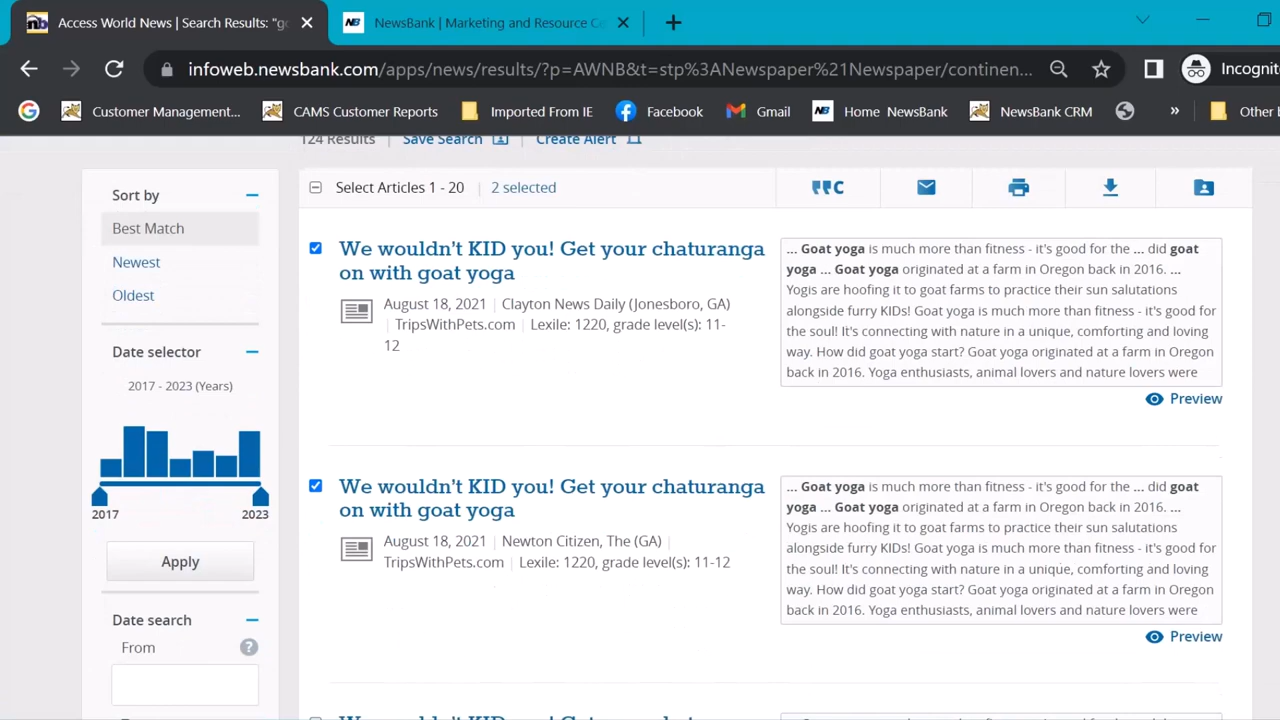 Access World News | Search Results: "go
NewsBank | Marketing and Resource Ce
infoweb.newsbank.com/apps/news/results/?p=AWNB&t=stp%3ANewspaper%21Newspaper/continen...
Incognit
Customer Management...
CAMS Customer Reports
Imported From IE
Facebook
Gmail
Home NewsBank
NewsBank CRM
»
Other b
124 Results
Save Search
Create Alert
Sort by
Best Match
Newest
Oldest
Date selector
2017 - 2023 (Years)
2017
2023
Apply
Date search
From
Select Articles 1 - 20
2 selected
We wouldn't KID you! Get your chaturanga
on with goat yoga
August 18, 2021 | Clayton News Daily (Jonesboro, GA)
| TripsWithPets.com | Lexile: 1220, grade level(s): 11-
12
... Goat yoga is much more than fitness - it's good for the ... did goat
yoga ... Goat yoga originated at a farm in Oregon back in 2016. ...
Yogis are hoofing it to goat farms to practice their sun salutations
alongside furry KIDs! Goat yoga is much more than fitness - it's good for
the soul! It's connecting with nature in a unique, comforting and loving
way. How did goat yoga start? Goat yoga originated at a farm in Oregon
back in 2016. Yoga enthusiasts, animal lovers and nature lovers were
Preview
We wouldn't KID you! Get your chaturanga
on with goat yoga
August 18, 2021 | Newton Citizen, The (GA) |
TripsWithPets.com | Lexile: 1220, grade level(s): 11-12
... Goat yoga is much more than fitness - it's good for the ... did goat
yoga ... Goat yoga originated at a farm in Oregon back in 2016. ...
Yogis are hoofing it to goat farms to practice their sun salutations
alongside furry KIDs! Goat yoga is much more than fitness - it's good for
the soul! It's connecting with nature in a unique, comforting and loving
way. How did goat yoga start? Goat yoga originated at a farm in Oregon
back in 2016. Yoga enthusiasts, animal lovers and nature lovers were
Preview